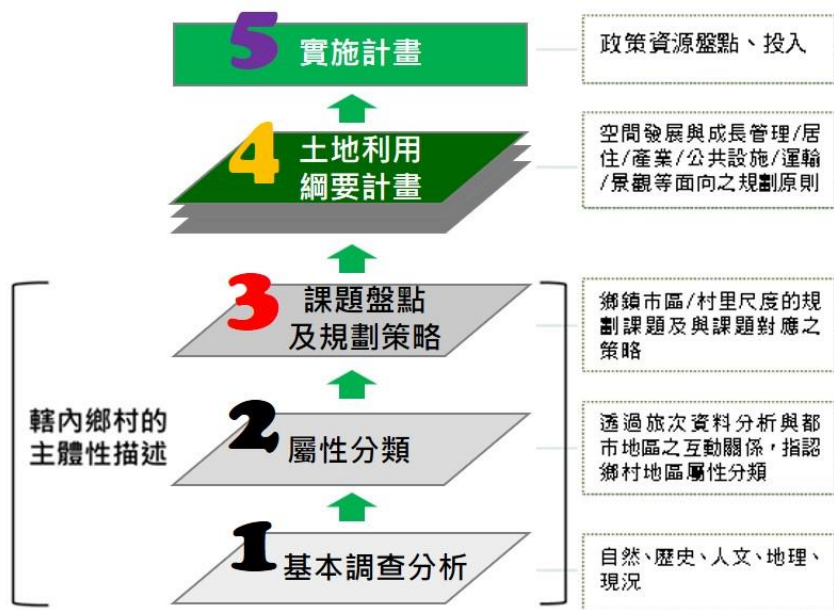 5 實施計畫
政策資源盤點、投入
4 土地利用
綱要計畫
空間發展與成長管理/居
住/產業/公共設施/運輸
/景觀等面向之規劃原則
3 課題盤點
及規劃策略
鄉鎮市區/村里尺度的規
劃課題及與課題對應之
策略
轄內鄉村的
主體性描述
2 屬性分類
透過旅次資料分析與都
市地區之互動關係，指認
鄉村地區屬性分類
1 基本調查分析
自然、歷史、人文、地理、
現況